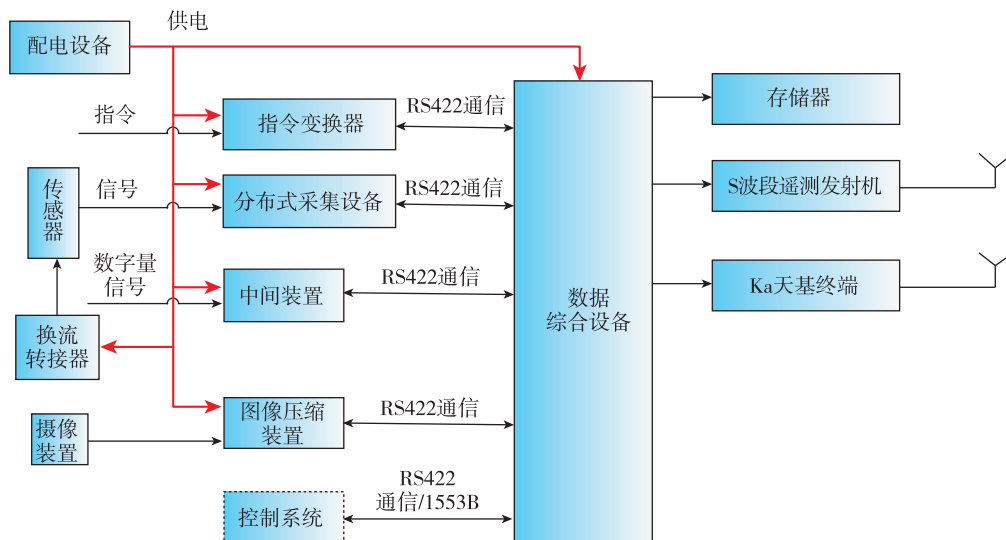 供电
配电设备
指令
指令变换器
RS422通信
存储器
传
感
器
信号
分布式采集设备
RS422通信
S波段遥测发射机
数字量
信号
中间装置
RS422通信
数据
综合设备
Ka天基终端
换流
转接器
摄像
装置
图像压缩
装置
RS422通信
控制系统
RS422
通信/1553B